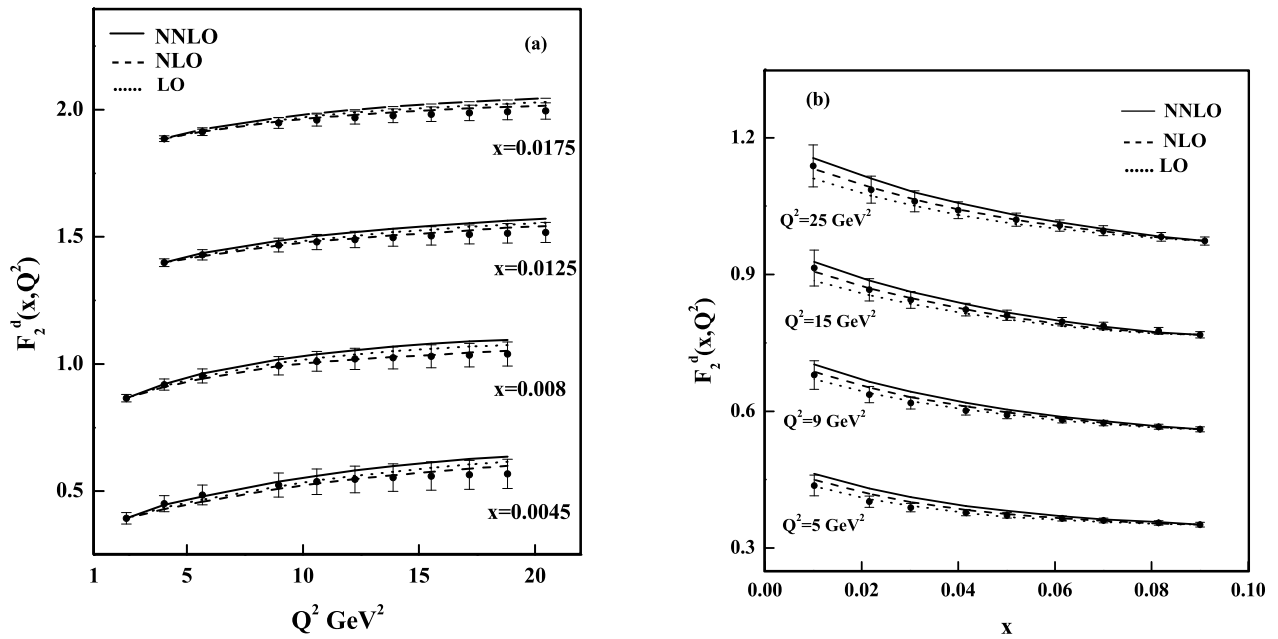 NNLO
NLO
LO
(a)
2.0
1.5
1.0
0.5
x=0.0175
x=0.0125
x=0.008
x=0.0045
F₂ᵈ(x,Q²)
1 5 10 15 20
Q² GeV²
(b)
NNLO
NLO
LO
1.2
0.9
0.6
0.3
Q²=25 GeV²
Q²=15 GeV²
Q²=9 GeV²
Q²=5 GeV²
F₂ᵈ(x,Q²)
0.00 0.02 0.04 0.06 0.08 0.10
x